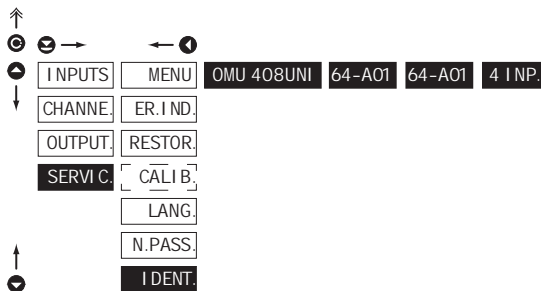 INPUTS MENU OMU 408UNI 64-A01 64-A01 4 INP.
CHANNE. ER.IND.
OUTPUT. RESTOR.
SERVIC. CALIB.
LANG.
N.PASS.
IDENT.